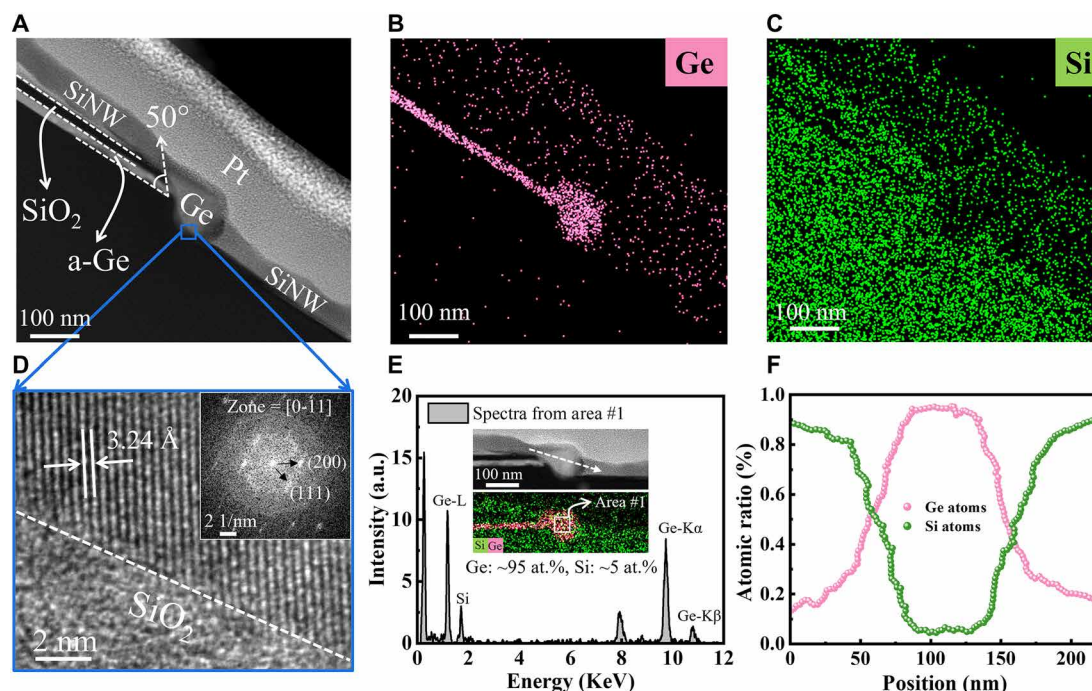 A
SiNW
50°
Pt
SiO2
a-Ge
Ge
SiNW
100 nm
B
Ge
100 nm
C
Si
100 nm
D
3.24 Å
Zone = [0-11]
(200)
(111)
2 1/nm
SiO2
2 nm
E
Intensity (a.u.)
20
15
10
5
0
Spectra from area #1
100 nm
Area #1
Si Ge
Ge: ~95 at.%, Si: ~5 at.%
Ge-L
Si
Ge-Kα
Ge-Kβ
0 2 4 6 8 10 12
Energy (KeV)
F
Atomic ratio (%)
1.0
0.8
0.6
0.4
0.2
0.0
Ge atoms
Si atoms
0 50 100 150 200
Position (nm)